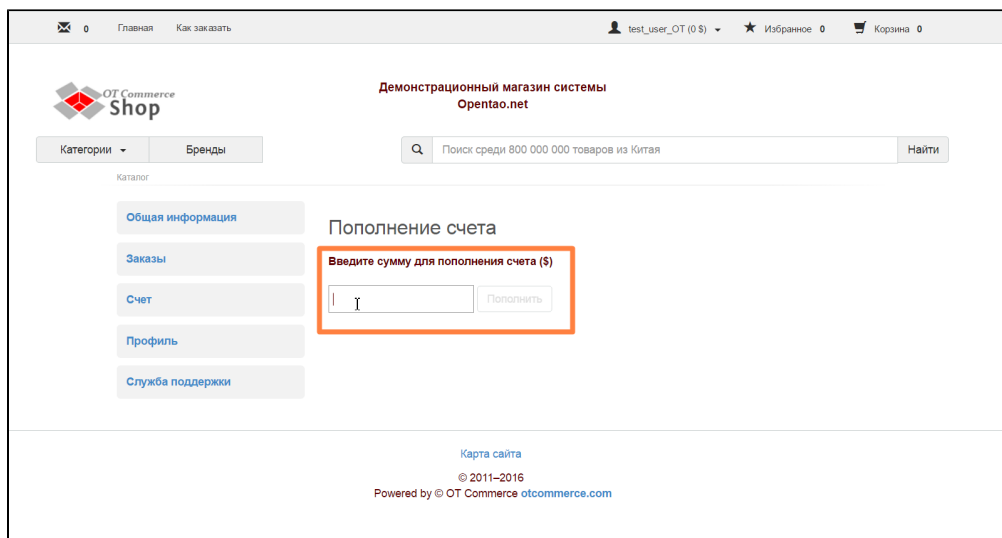 0 Главная Как заказать test_user_OT (0 $) Избранное 0 Корзина 0
OT Commerce
Shop
Демонстрационный магазин системы
Opentao.net
Категории Бренды Поиск среди 800 000 000 товаров из Китая Найти
Каталог
Общая информация
Заказы
Счет
Профиль
Служба поддержки
Пополнение счета
Введите сумму для пополнения счета ($)
Пополнить
Карта сайта
© 2011–2016
Powered by © OT Commerce otcommerce.com